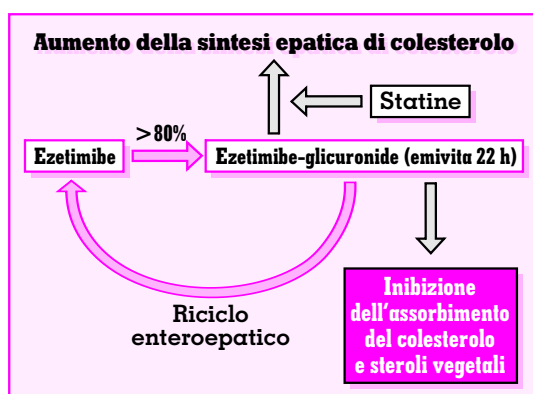 Aumento della sintesi epatica di colesterolo
Statine
>80%
Ezetimibe
Ezetimibe-glicuronide (emivita 22 h)
Riciclo
enteroepatico
Inibizione
dell'assorbimento
del colesterolo
e steroli vegetali